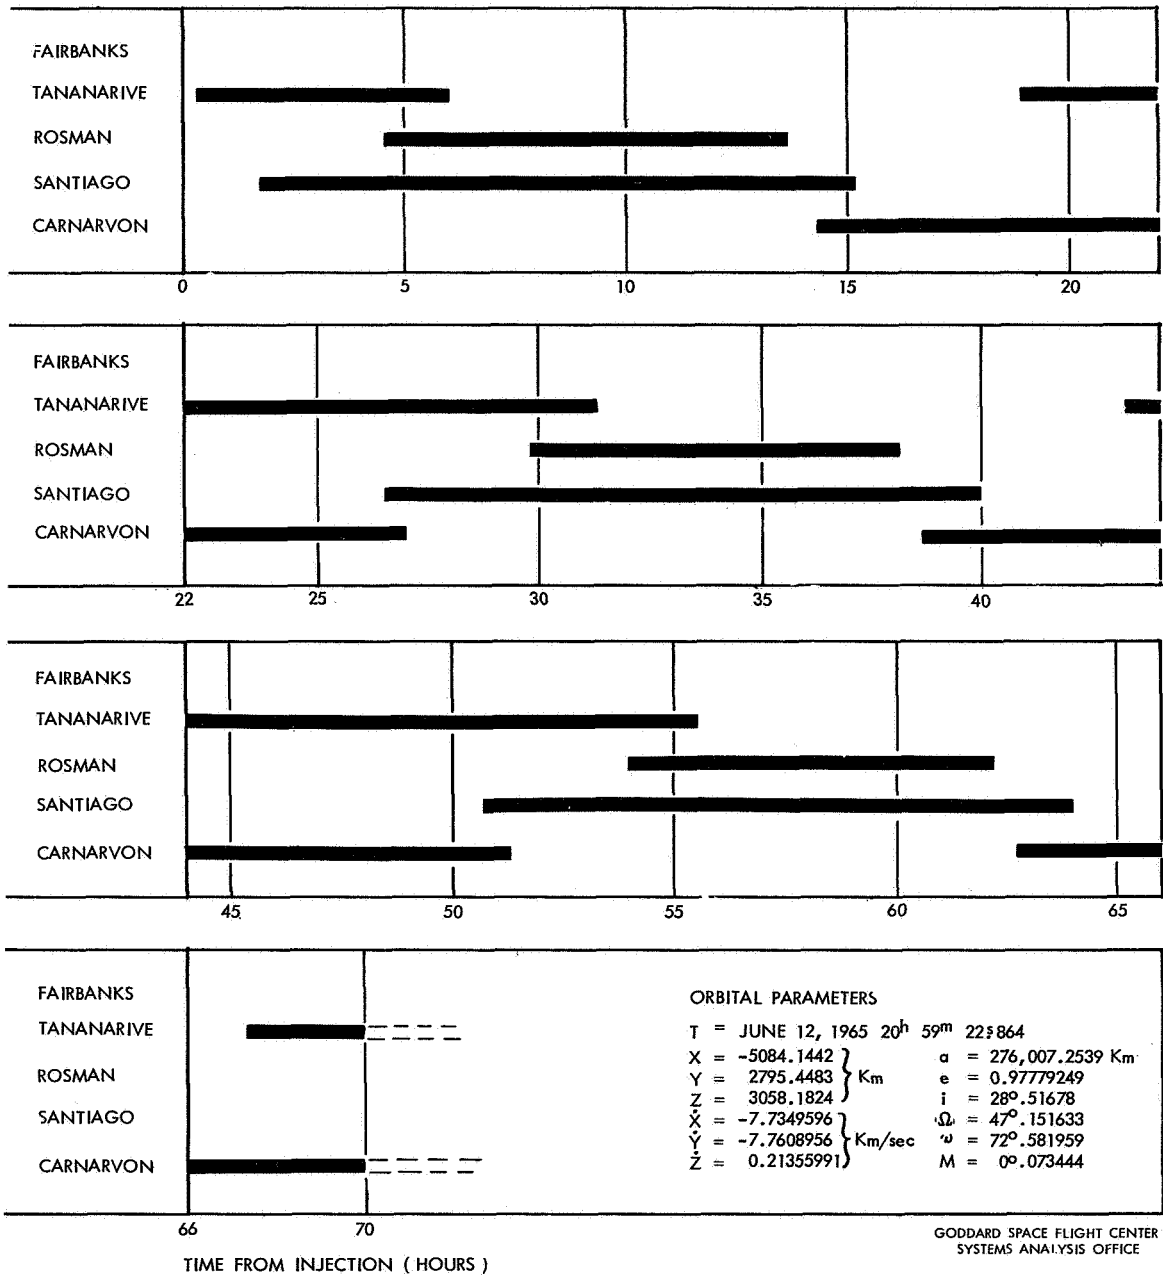 FAIRBANKS
TANANARIVE
ROSMAN
SANTIAGO
CARNARVON
0 5 10 15 20
FAIRBANKS
TANANARIVE
ROSMAN
SANTIAGO
CARNARVON
22 25 30 35 40
FAIRBANKS
TANANARIVE
ROSMAN
SANTIAGO
CARNARVON
45 50 55 60 65
FAIRBANKS
TANANARIVE
ROSMAN
SANTIAGO
CARNARVON
66 70
TIME FROM INJECTION ( HOURS )
ORBITAL PARAMETERS
T = JUNE 12, 1965 20ʰ 59ᵐ 22ˢ.864
X = -5084.1442
Y = 2795.4483
Z = 3058.1824
Km
Ẋ = -7.7349596
Ẏ = -7.7608956
Ż = 0.21355991
Km/sec
a = 276,007.2539 Km
e = 0.97779249
i = 28°.51678
Ω = 47°.151633
ω = 72°.581959
M = 0°.073444
GODDARD SPACE FLIGHT CENTER
SYSTEMS ANALYSIS OFFICE